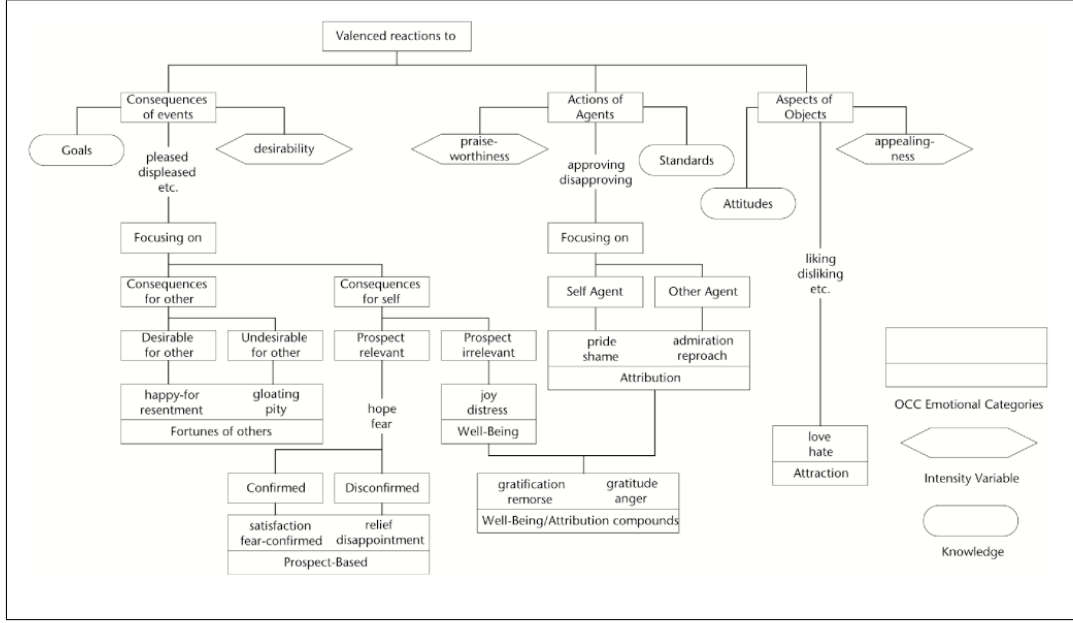 Valenced reactions to
Consequences
of events
Actions of
Agents
Aspects of
Objects
Goals
desirability
praise-
worthiness
Standards
Attitudes
appealing-
ness
pleased
displeased
etc.
approving
disapproving
liking
disliking
etc.
Focusing on
Focusing on
Consequences
for other
Consequences
for self
Self Agent
Other Agent
Desirable
for other
Undesirable
for other
Prospect
relevant
Prospect
irrelevant
pride
shame
admiration
reproach
Attribution
happy-for
resentment
gloating
pity
Fortunes of others
hope
fear
joy
distress
Well-Being
love
hate
Attraction
Confirmed
Disconfirmed
gratification
remorse
gratitude
anger
Well-Being/Attribution compounds
satisfaction
fear-confirmed
relief
disappointment
Prospect-Based
OCC Emotional Categories
Intensity Variable
Knowledge